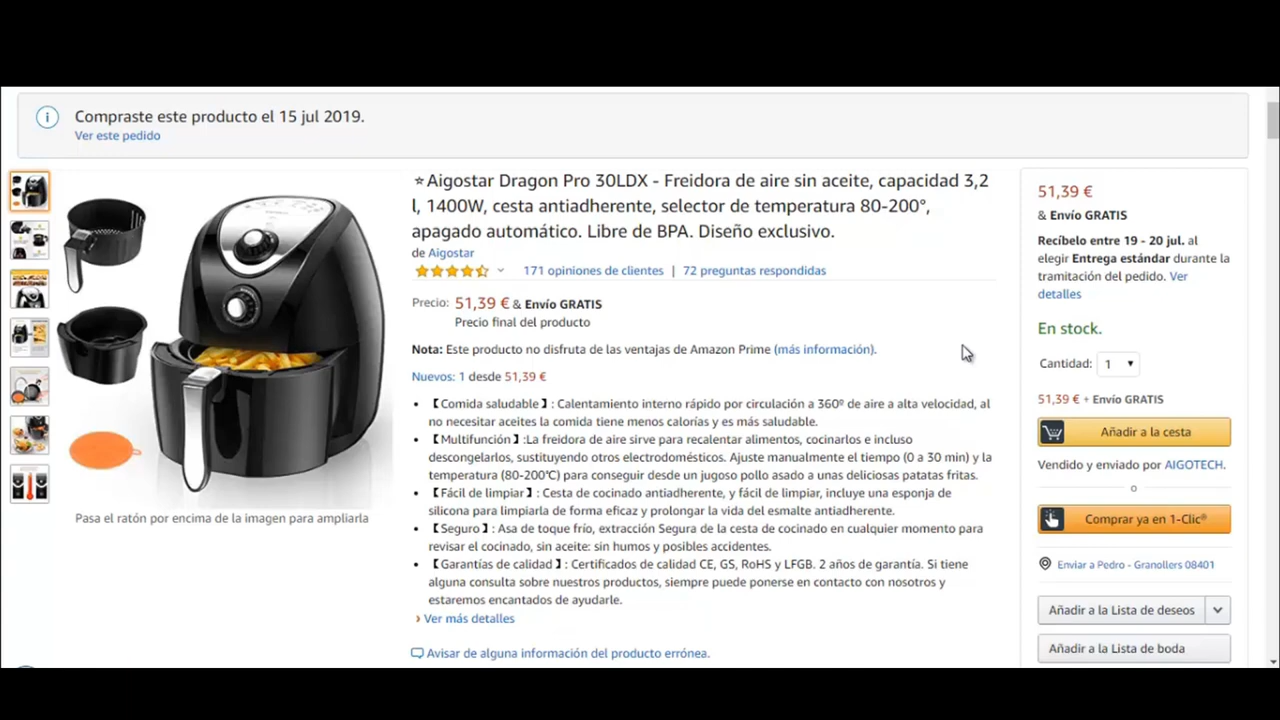 Compraste este producto el 15 jul 2019.
Ver este pedido
⭐Aigostar Dragon Pro 30LDX - Freidora de aire sin aceite, capacidad 3,2
l, 1400W, cesta antiadherente, selector de temperatura 80-200°,
apagado automático. Libre de BPA. Diseño exclusivo.
de Aigostar
171 opiniones de clientes | 72 preguntas respondidas
Precio: 51,39 € & Envío GRATIS
Precio final del producto
Nota: Este producto no disfruta de las ventajas de Amazon Prime (más información).
Nuevos: 1 desde 51,39 €
• 【Comida saludable】: Calentamiento interno rápido por circulación a 360º de aire a alta velocidad, al
no necesitar aceites la comida tiene menos calorías y es más saludable.
• 【Multifunción】:La freidora de aire sirve para recalentar alimentos, cocinarlos e incluso
descongelarlos, sustituyendo otros electrodomésticos. Ajuste manualmente el tiempo (0 a 30 min) y la
temperatura (80-200℃) para conseguir desde un jugoso pollo asado a unas deliciosas patatas fritas.
• 【Fácil de limpiar】: Cesta de cocinado antiadherente, y fácil de limpiar, incluye una esponja de
silicona para limpiarla de forma eficaz y prolongar la vida del esmalte antiadherente.
• 【Seguro】: Asa de toque frío, extracción Segura de la cesta de cocinado en cualquier momento para
revisar el cocinado, sin aceite: sin humos y posibles accidentes.
• 【Garantías de calidad】: Certificados de calidad CE, GS, RoHS y LFGB. 2 años de garantía. Si tiene
alguna consulta sobre nuestros productos, siempre puede ponerse en contacto con nosotros y
estaremos encantados de ayudarle.
› Ver más detalles
Avisar de alguna información del producto errónea.
Pasa el ratón por encima de la imagen para ampliarla
51,39 €
& Envío GRATIS
Recíbelo entre 19 - 20 jul. al
elegir Entrega estándar durante la
tramitación del pedido. Ver
detalles
En stock.
Cantidad: 1
51,39 € + Envío GRATIS
Añadir a la cesta
Vendido y enviado por AIGOTECH.
o
Comprar ya en 1-Clic®
Enviar a Pedro - Granollers 08401
Añadir a la Lista de deseos
Añadir a la Lista de boda